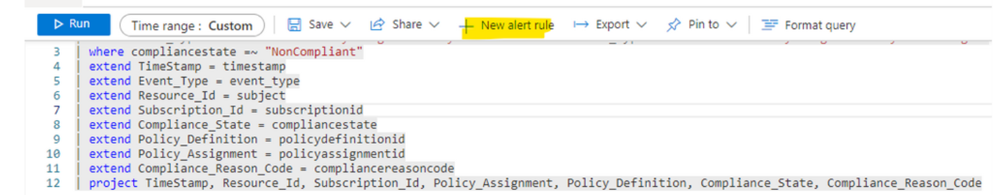 Run Time range : Custom Save Share New alert rule Export Pin to Format query
3 | where compliancestate =~ "NonCompliant"
4 | extend TimeStamp = timestamp
5 | extend Event_Type = event_type
6 | extend Resource_Id = subject
7 | extend Subscription_Id = subscriptionid
8 | extend Compliance_State = compliancestate
9 | extend Policy_Definition = policydefinitionid
10 | extend Policy_Assignment = policyassignmentid
11 | extend Compliance_Reason_Code = compliancereasoncode
12 | project TimeStamp, Resource_Id, Subscription_Id, Policy_Assignment, Policy_Definition, Compliance_State, Compliance_Reason_Code